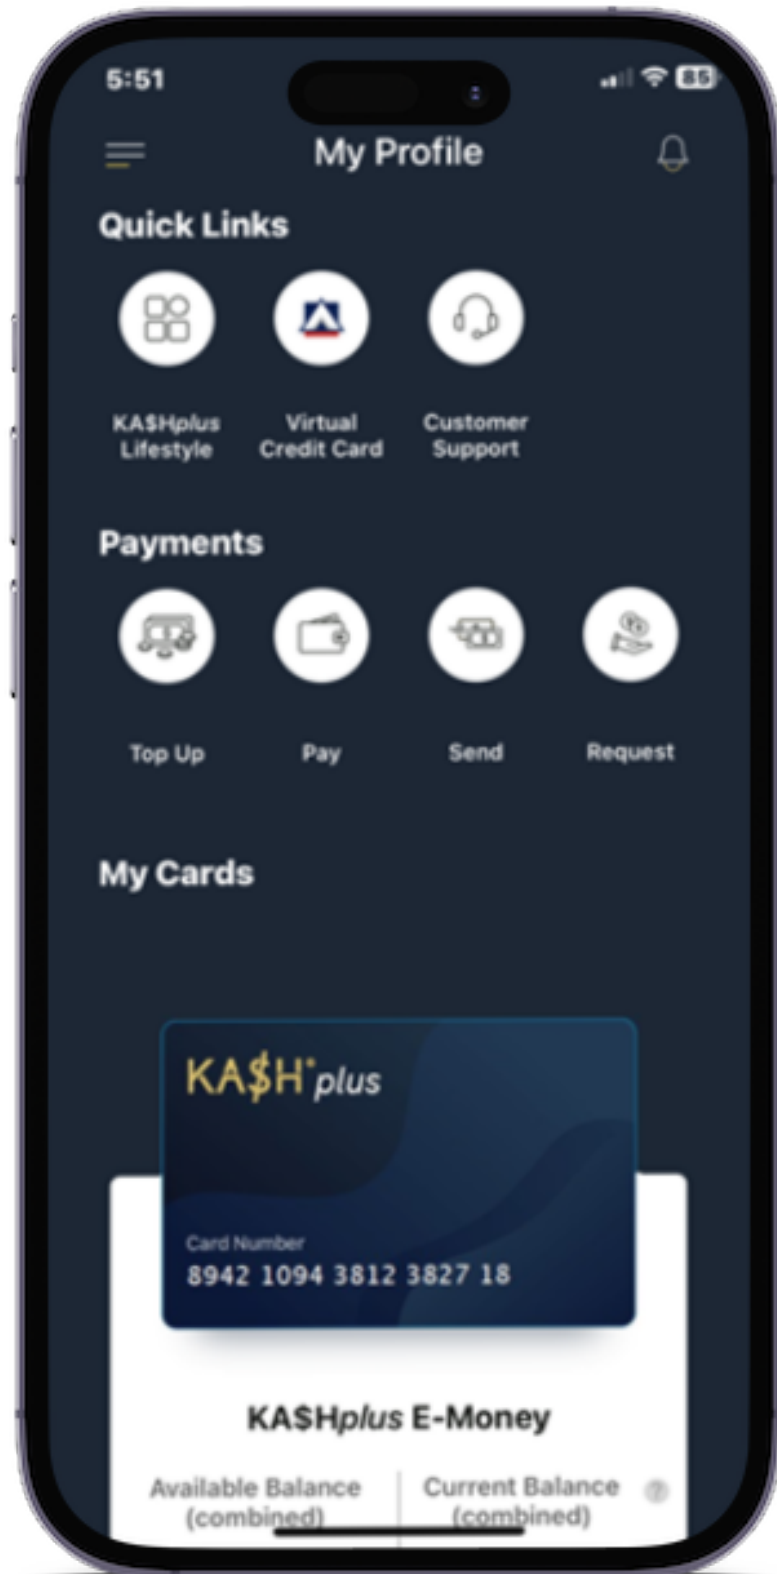 5:51
85
My Profile
Quick Links
KA$Hplus
Lifestyle
Virtual
Credit Card
Customer
Support
Payments
Top Up
Pay
Send
Request
My Cards
KA$H plus
Card Number
8942 1094 3812 3827 18
KA$Hplus E-Money
Available Balance
(combined)
Current Balance
(combined)
?